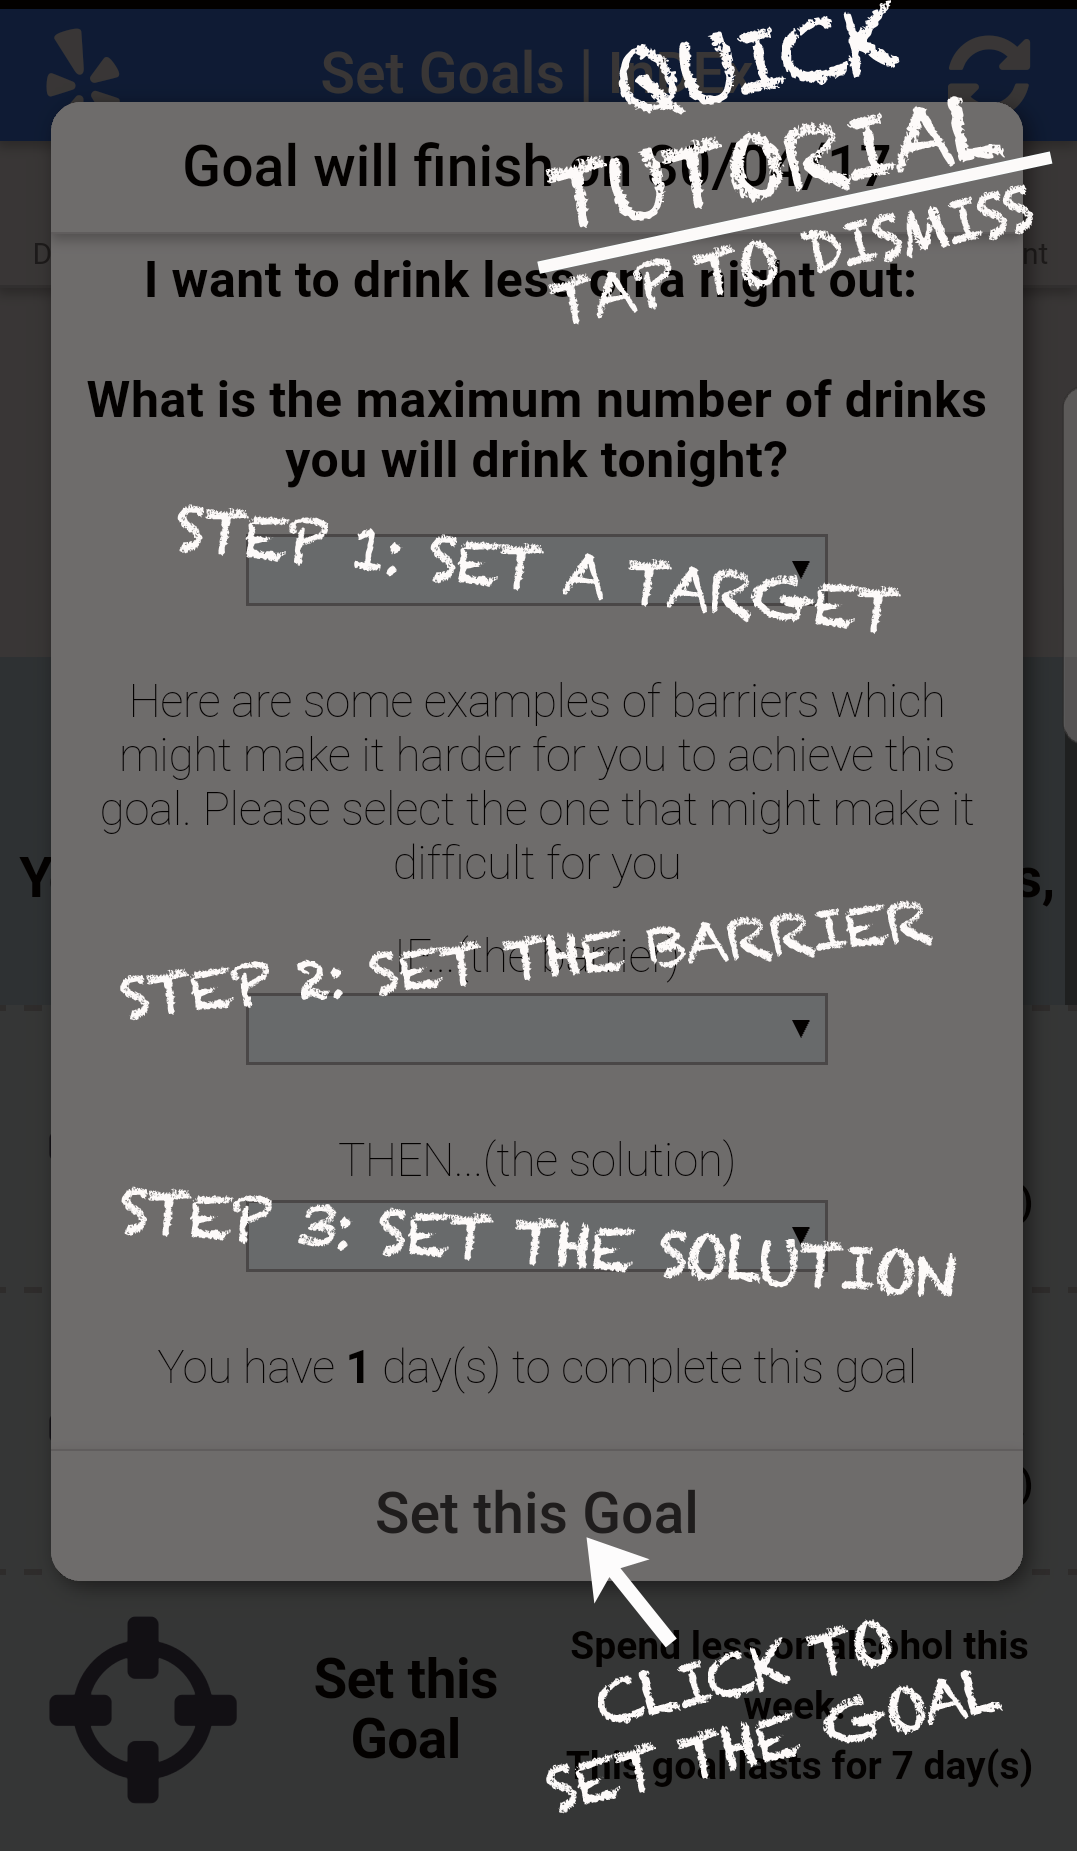 Set Goals | InDEx
QUICK
TUTORIAL
TAP TO DISMISS
Goal will finish on 30/04/17
D
nt
I want to drink less on a night out:
What is the maximum number of drinks
you will drink tonight?
STEP 1: SET A TARGET
Here are some examples of barriers which
might make it harder for you to achieve this
goal. Please select the one that might make it
difficult for you
Y
s,
STEP 2: SET THE BARRIER
IF...(the barrier)
THEN...(the solution)
STEP 3: SET THE SOLUTION
)
You have 1 day(s) to complete this goal
)
Set this Goal
CLICK TO
SET THE GOAL
Set this
Goal
Spend less on alcohol this
week.
This goal lasts for 7 day(s)